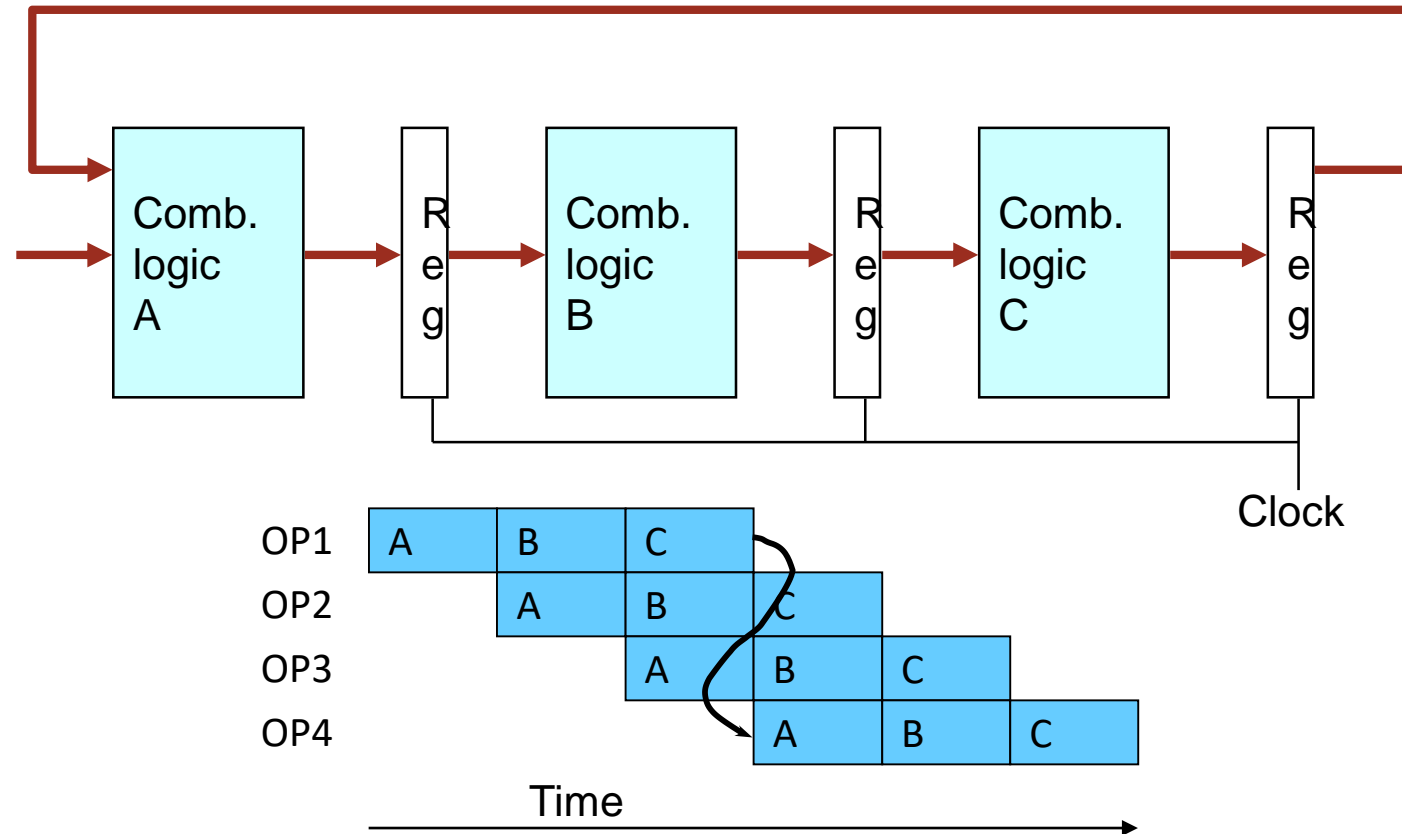 Comb.
logic
A
R
e
g
Comb.
logic
B
R
e
g
Comb.
logic
C
R
e
g
Clock
OP1 A B C
OP2 A B C
OP3 A B C
OP4 A B C
Time